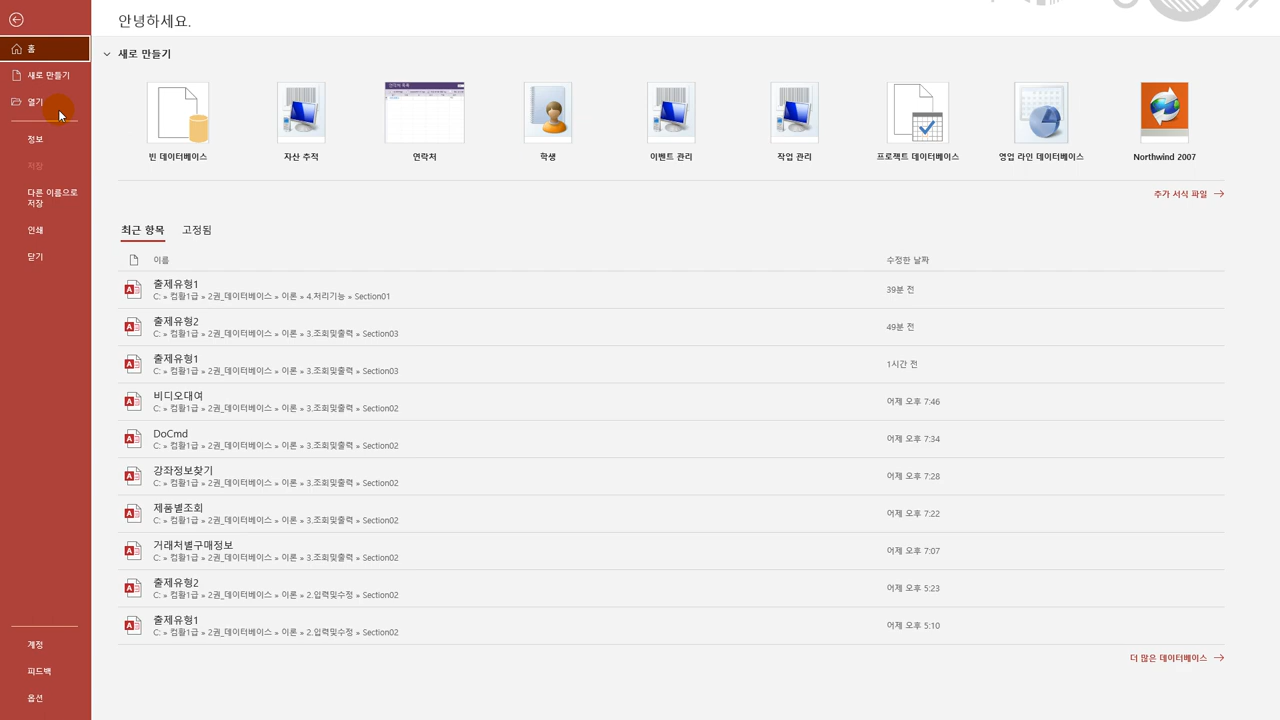 안녕하세요.
홈
새로 만들기
열기
정보
저장
다른 이름으로
저장
인쇄
닫기
계정
피드백
옵션
새로 만들기
빈 데이터베이스
자산 추적
연락처
학생
이벤트 관리
작업 관리
프로젝트 데이터베이스
영업 라인 데이터베이스
Northwind 2007
추가 서식 파일
최근 항목 고정됨
이름 수정한 날짜
출제유형1
C: » 컴활1급 » 2권_데이터베이스 » 이론 » 4.처리기능 » Section01
39분 전
출제유형2
C: » 컴활1급 » 2권_데이터베이스 » 이론 » 3.조회및출력 » Section03
49분 전
출제유형1
C: » 컴활1급 » 2권_데이터베이스 » 이론 » 3.조회및출력 » Section03
1시간 전
비디오대여
C: » 컴활1급 » 2권_데이터베이스 » 이론 » 3.조회및출력 » Section02
어제 오후 7:46
DoCmd
C: » 컴활1급 » 2권_데이터베이스 » 이론 » 3.조회및출력 » Section02
어제 오후 7:34
강좌정보찾기
C: » 컴활1급 » 2권_데이터베이스 » 이론 » 3.조회및출력 » Section02
어제 오후 7:28
제품별조회
C: » 컴활1급 » 2권_데이터베이스 » 이론 » 3.조회및출력 » Section02
어제 오후 7:22
거래처별구매정보
C: » 컴활1급 » 2권_데이터베이스 » 이론 » 3.조회및출력 » Section02
어제 오후 7:07
출제유형2
C: » 컴활1급 » 2권_데이터베이스 » 이론 » 2.입력및수정 » Section02
어제 오후 5:23
출제유형1
C: » 컴활1급 » 2권_데이터베이스 » 이론 » 2.입력및수정 » Section02
어제 오후 5:10
더 많은 데이터베이스